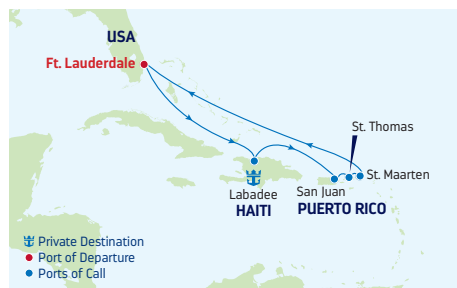 USA
Ft. Lauderdale
St. Thomas
St. Maarten
San Juan
PUERTO RICO
Labadee
HAITI
Private Destination
Port of Departure
Ports of Call